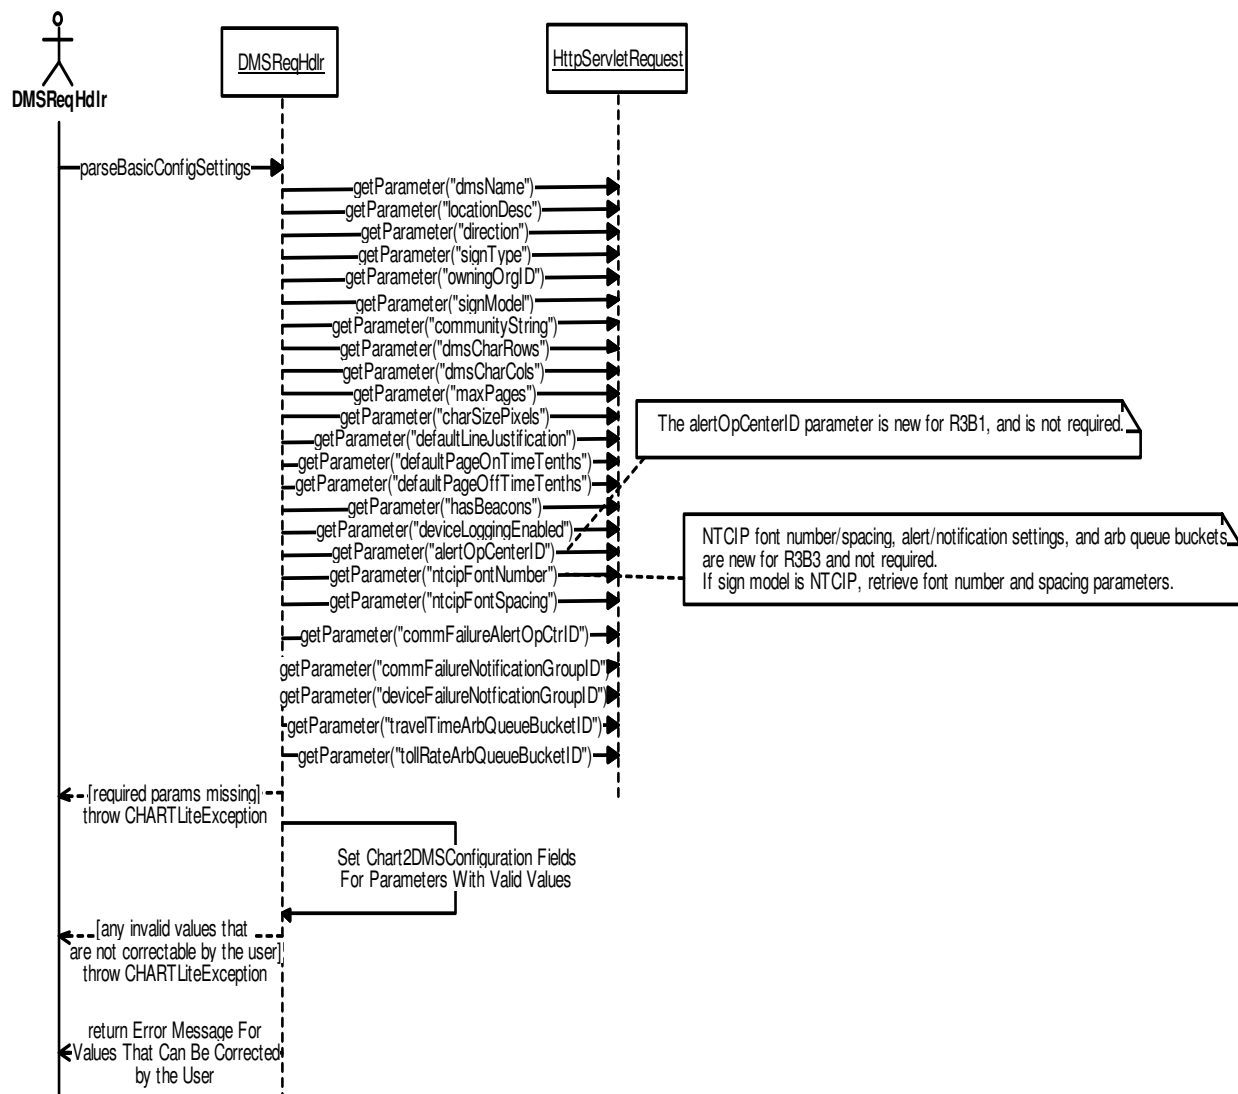 DMSReqHdlr
HttpServletRequest
DMSReqHdlr
parseBasicConfigSettings
getParameter("dmsName")
getParameter("locationDesc")
getParameter("direction")
getParameter("signType")
getParameter("owningOrgID")
getParameter("signModel")
getParameter("communityString")
getParameter("dmsCharRows")
getParameter("dmsCharCols")
getParameter("maxPages")
getParameter("charSizePixels")
The alertOpCenterID parameter is new for R3B1, and is not required.
getParameter("defaultLineJustification")
getParameter("defaultPageOnTimeTenths")
getParameter("defaultPageOffTimeTenths")
getParameter("hasBeacons")
getParameter("deviceLoggingEnabled")
getParameter("alertOpCenterID")
getParameter("ntcipFontNumber")
getParameter("ntcipFontSpacing")
NTCIP font number/spacing, alert/notification settings, and arb queue buckets
are new for R3B3 and not required.
If sign model is NTCIP, retrieve font number and spacing parameters.
getParameter("commFailureAlertOpCtrID")
getParameter("commFailureNotificationGroupID")
getParameter("deviceFailureNotficationGroupID")
getParameter("travelTimeArbQueueBucketID")
getParameter("tollRateArbQueueBucketID")
[required params missing]
throw CHARTLiteException
Set Chart2DMSConfiguration Fields
For Parameters With Valid Values
[any invalid values that
are not correctable by the user]
throw CHARTLiteException
return Error Message For
Values That Can Be Corrected
by the User